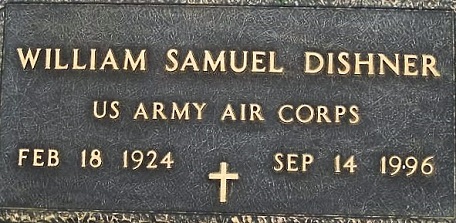 WILLIAM SAMUEL DISHNER
US ARMY AIR CORPS
FEB 18 1924 SEP 14 1996